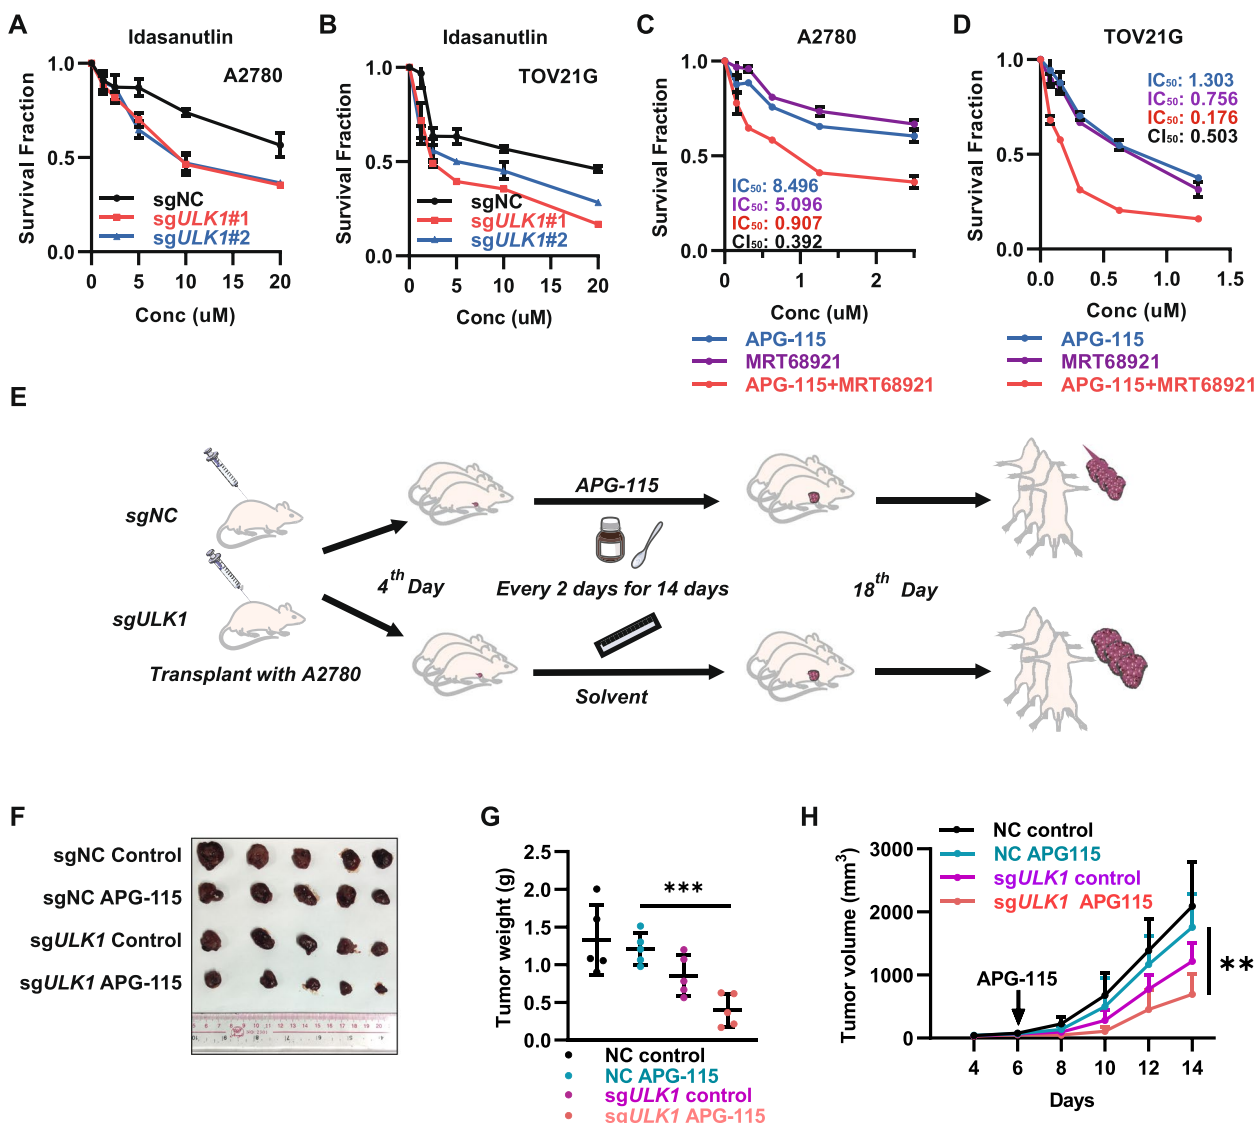 A
Idasanutlin
A2780
Survival Fraction
1.0
0.5
0.0
sgNC
sgULK1#1
sgULK1#2
0 5 10 15 20
Conc (uM)
B
Idasanutlin
TOV21G
Survival Fraction
1.0
0.5
0.0
sgNC
sgULK1#1
sgULK1#2
0 5 10 15 20
Conc (uM)
C
A2780
Survival Fraction
1.0
0.5
0.0
IC50: 8.496
IC50: 5.096
IC50: 0.907
CI50: 0.392
0 1 2
Conc (uM)
APG-115
MRT68921
APG-115+MRT68921
D
TOV21G
Survival Fraction
1.0
0.5
0.0
IC50: 1.303
IC50: 0.756
IC50: 0.176
CI50: 0.503
0.0 0.5 1.0 1.5
Conc (uM)
APG-115
MRT68921
APG-115+MRT68921
E
sgNC
sgULK1
Transplant with A2780
4th Day
APG-115
Every 2 days for 14 days
Solvent
18th Day
F
sgNC Control
sgNC APG-115
sgULK1 Control
sgULK1 APG-115
G
Tumor weight (g)
2.5
2.0
1.5
1.0
0.5
0.0
***
NC control
NC APG-115
sgULK1 control
sgULK1 APG-115
H
NC control
NC APG115
sgULK1 control
sgULK1 APG115
Tumor volume (mm3)
3000
2000
1000
0
APG-115
**
4 6 8 10 12 14
Days